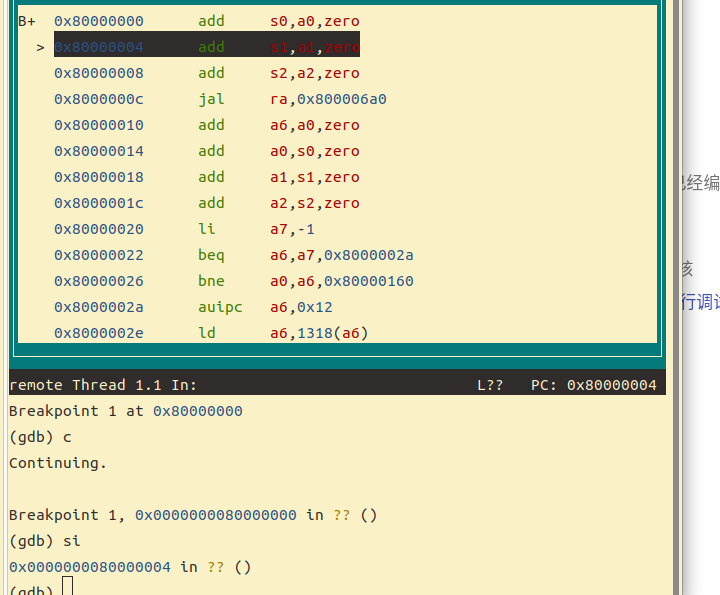 B+ 0x80000000 add s0,a0,zero
> 0x80000004 add s1,a1,zero
0x80000008 add s2,a2,zero
0x8000000c jal ra,0x800006a0
0x80000010 add a6,a0,zero
0x80000014 add a0,s0,zero
0x80000018 add a1,s1,zero
0x8000001c add a2,s2,zero
0x80000020 li a7,-1
0x80000022 beq a6,a7,0x8000002a
0x80000026 bne a0,a6,0x80000160
0x8000002a auipc a6,0x12
0x8000002e ld a6,1318(a6)
remote Thread 1.1 In: L?? PC: 0x80000004
Breakpoint 1 at 0x80000000
(gdb) c
Continuing.
Breakpoint 1, 0x0000000080000000 in ?? ()
(gdb) si
0x0000000080000004 in ?? ()
(gdb)
已经编
核
行调试